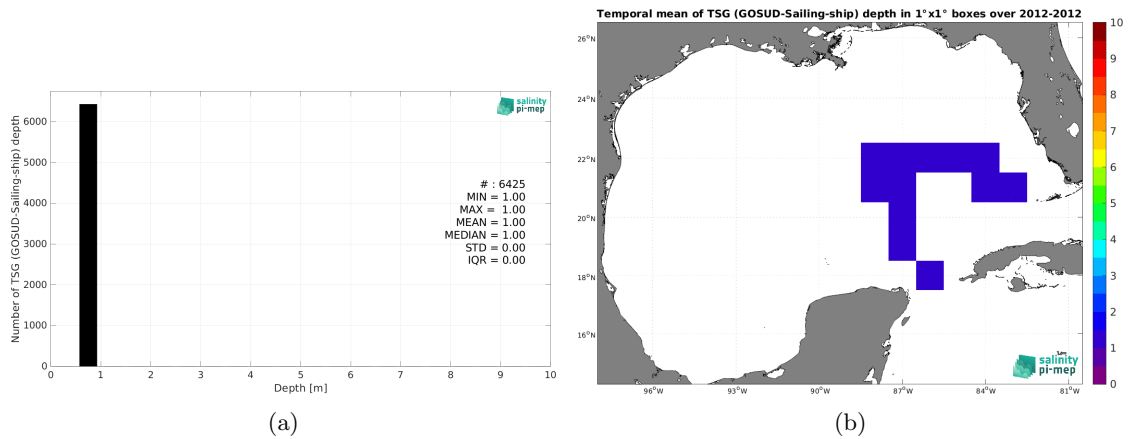 Number of TSG (GOSUD-Sailing-ship) depth
6000
5000
4000
3000
2000
1000
0
0 1 2 3 4 5 6 7 8 9 10
Depth [m]
salinity
pi-mep
# : 6425
MIN = 1.00
MAX = 1.00
MEAN = 1.00
MEDIAN = 1.00
STD = 0.00
IQR = 0.00
(a)
Temporal mean of TSG (GOSUD-Sailing-ship) depth in 1°x1° boxes over 2012-2012
26°N
24°N
22°N
20°N
18°N
16°N
96°W 93°W 90°W 87°W 84°W 81°W
salinity
pi-mep
10
9
8
7
6
5
4
3
2
1
0
(b)